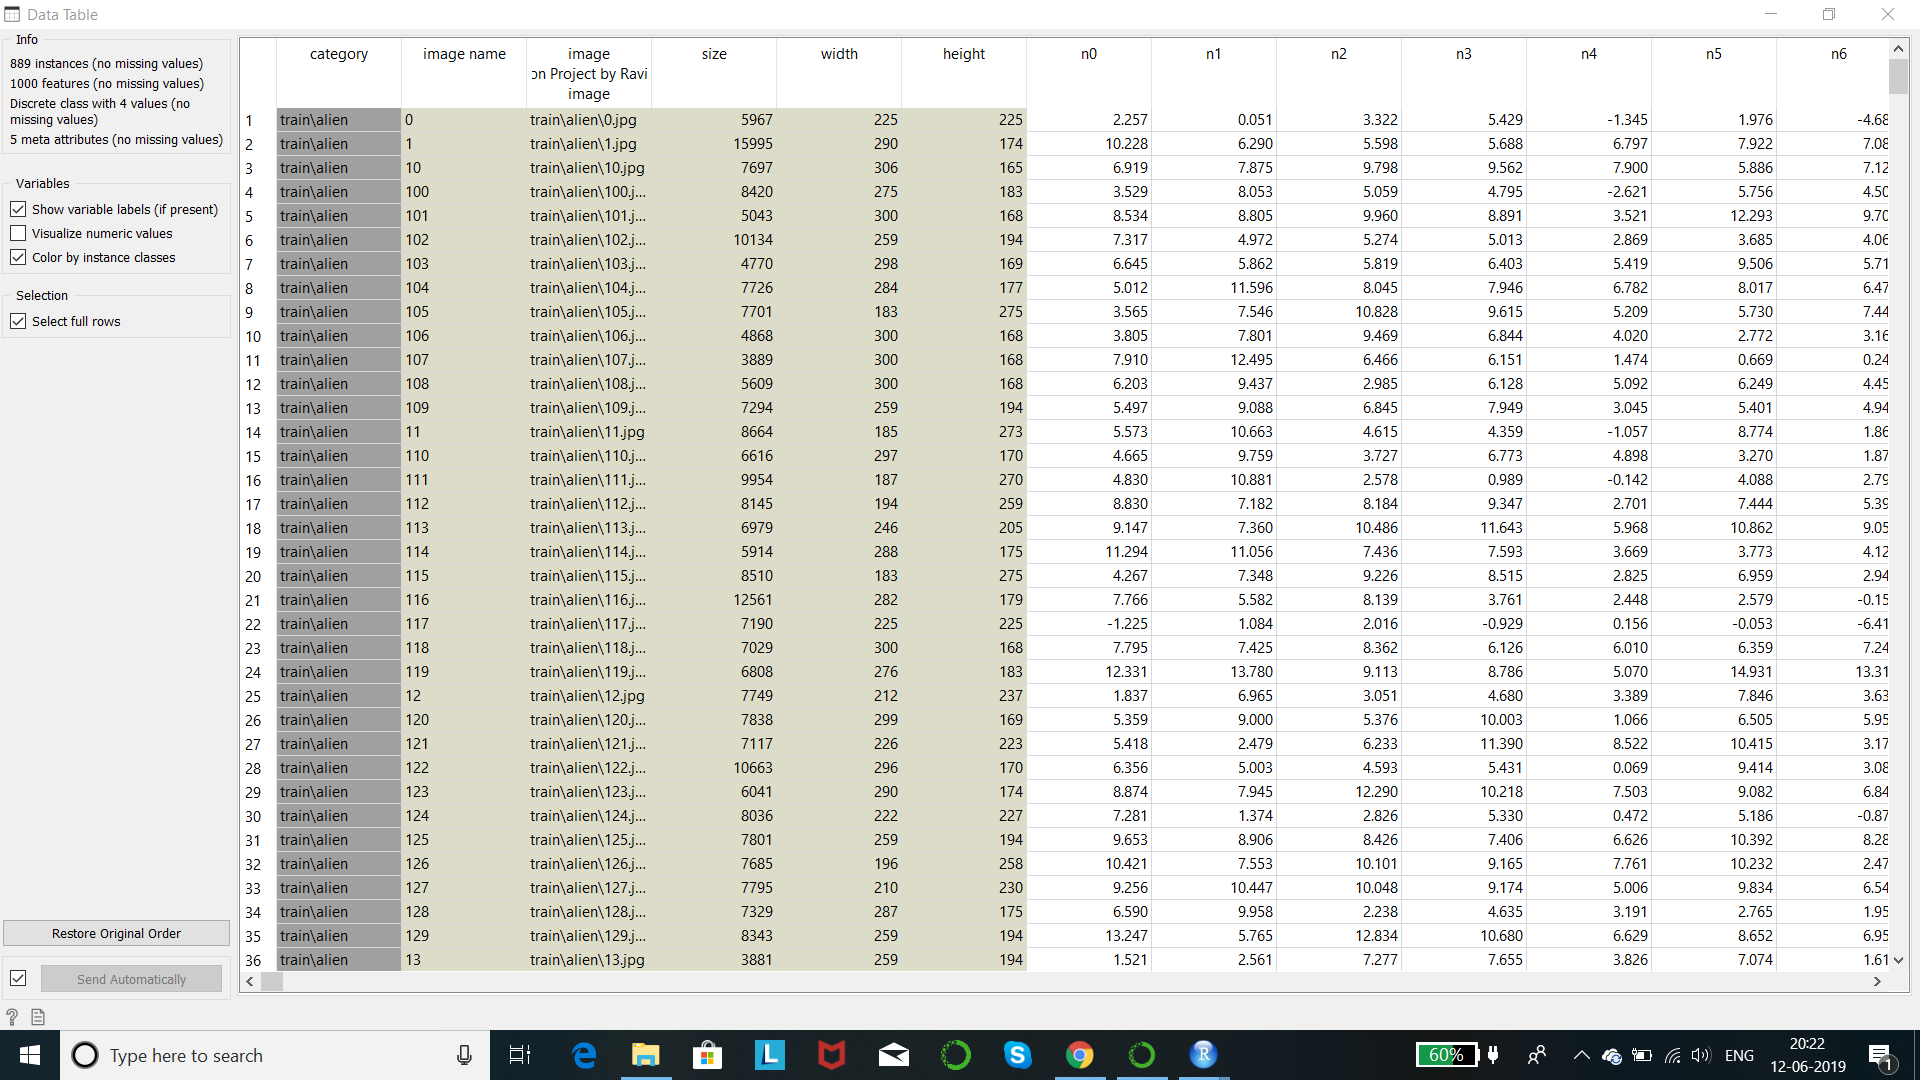 Data Table
Info
889 instances (no missing values)
1000 features (no missing values)
Discrete class with 4 values (no
missing values)
5 meta attributes (no missing values)
Variables
Show variable labels (if present)
Visualize numeric values
Color by instance classes
Selection
Select full rows
Restore Original Order
Send Automatically
category image name image size width height n0 n1 n2 n3 n4 n5 n6
on Project by Ravi
image
1 train\alien 0 train\alien\0.jpg 5967 225 225 2.257 0.051 3.322 5.429 -1.345 1.976 -4.68
2 train\alien 1 train\alien\1.jpg 15995 290 174 10.228 6.290 5.598 5.688 6.797 7.922 7.08
3 train\alien 10 train\alien\10.jpg 7697 306 165 6.919 7.875 9.798 9.562 7.900 5.886 7.12
4 train\alien 100 train\alien\100.j... 8420 275 183 3.529 8.053 5.059 4.795 -2.621 5.756 4.50
5 train\alien 101 train\alien\101.j... 5043 300 168 8.534 8.805 9.960 8.891 3.521 12.293 9.70
6 train\alien 102 train\alien\102.j... 10134 259 194 7.317 4.972 5.274 5.013 2.869 3.685 4.06
7 train\alien 103 train\alien\103.j... 4770 298 169 6.645 5.862 5.819 6.403 5.419 9.506 5.71
8 train\alien 104 train\alien\104.j... 7726 284 177 5.012 11.596 8.045 7.946 6.782 8.017 6.47
9 train\alien 105 train\alien\105.j... 7701 183 275 3.565 7.546 10.828 9.615 5.209 5.730 7.44
10 train\alien 106 train\alien\106.j... 4868 300 168 3.805 7.801 9.469 6.844 4.020 2.772 3.16
11 train\alien 107 train\alien\107.j... 3889 300 168 7.910 12.495 6.466 6.151 1.474 0.669 0.24
12 train\alien 108 train\alien\108.j... 5609 300 168 6.203 9.437 2.985 6.128 5.092 6.249 4.45
13 train\alien 109 train\alien\109.j... 7294 259 194 5.497 9.088 6.845 7.949 3.045 5.401 4.94
14 train\alien 11 train\alien\11.jpg 8664 185 273 5.573 10.663 4.615 4.359 -1.057 8.774 1.86
15 train\alien 110 train\alien\110.j... 6616 297 170 4.665 9.759 3.727 6.773 4.898 3.270 1.87
16 train\alien 111 train\alien\111.j... 9954 187 270 4.830 10.881 2.578 0.989 -0.142 4.088 2.79
17 train\alien 112 train\alien\112.j... 8145 194 259 8.830 7.182 8.184 9.347 2.701 7.444 5.39
18 train\alien 113 train\alien\113.j... 6979 246 205 9.147 7.360 10.486 11.643 5.968 10.862 9.05
19 train\alien 114 train\alien\114.j... 5914 288 175 11.294 11.056 7.436 7.593 3.669 3.773 4.12
20 train\alien 115 train\alien\115.j... 8510 183 275 4.267 7.348 9.226 8.515 2.825 6.959 2.94
21 train\alien 116 train\alien\116.j... 12561 282 179 7.766 5.582 8.139 3.761 2.448 2.579 -0.15
22 train\alien 117 train\alien\117.j... 7190 225 225 -1.225 1.084 2.016 -0.929 0.156 -0.053 -6.41
23 train\alien 118 train\alien\118.j... 7029 300 168 7.795 7.425 8.362 6.126 6.010 6.359 7.24
24 train\alien 119 train\alien\119.j... 6808 276 183 12.331 13.780 9.113 8.786 5.070 14.931 13.31
25 train\alien 12 train\alien\12.jpg 7749 212 237 1.837 6.965 3.051 4.680 3.389 7.846 3.63
26 train\alien 120 train\alien\120.j... 7838 299 169 5.359 9.000 5.376 10.003 1.066 6.505 5.95
27 train\alien 121 train\alien\121.j... 7117 226 223 5.418 2.479 6.233 11.390 8.522 10.415 3.17
28 train\alien 122 train\alien\122.j... 10663 296 170 6.356 5.003 4.593 5.431 0.069 9.414 3.08
29 train\alien 123 train\alien\123.j... 6041 290 174 8.874 7.945 12.290 10.218 7.503 9.082 6.84
30 train\alien 124 train\alien\124.j... 8036 222 227 7.281 1.374 2.826 5.330 0.472 5.186 -0.87
31 train\alien 125 train\alien\125.j... 7801 259 194 9.653 8.906 8.426 7.406 6.626 10.392 8.28
32 train\alien 126 train\alien\126.j... 7685 196 258 10.421 7.553 10.101 9.165 7.761 10.232 2.47
33 train\alien 127 train\alien\127.j... 7795 210 230 9.256 10.447 10.048 9.174 5.006 9.834 6.54
34 train\alien 128 train\alien\128.j... 7329 287 175 6.590 9.958 2.238 4.635 3.191 2.765 1.95
35 train\alien 129 train\alien\129.j... 8343 259 194 13.247 5.765 12.834 10.680 6.629 8.652 6.95
36 train\alien 13 train\alien\13.jpg 3881 259 194 1.521 2.561 7.277 7.655 3.826 7.074 1.61
Type here to search
60%
ENG
20:22
12-06-2019
1